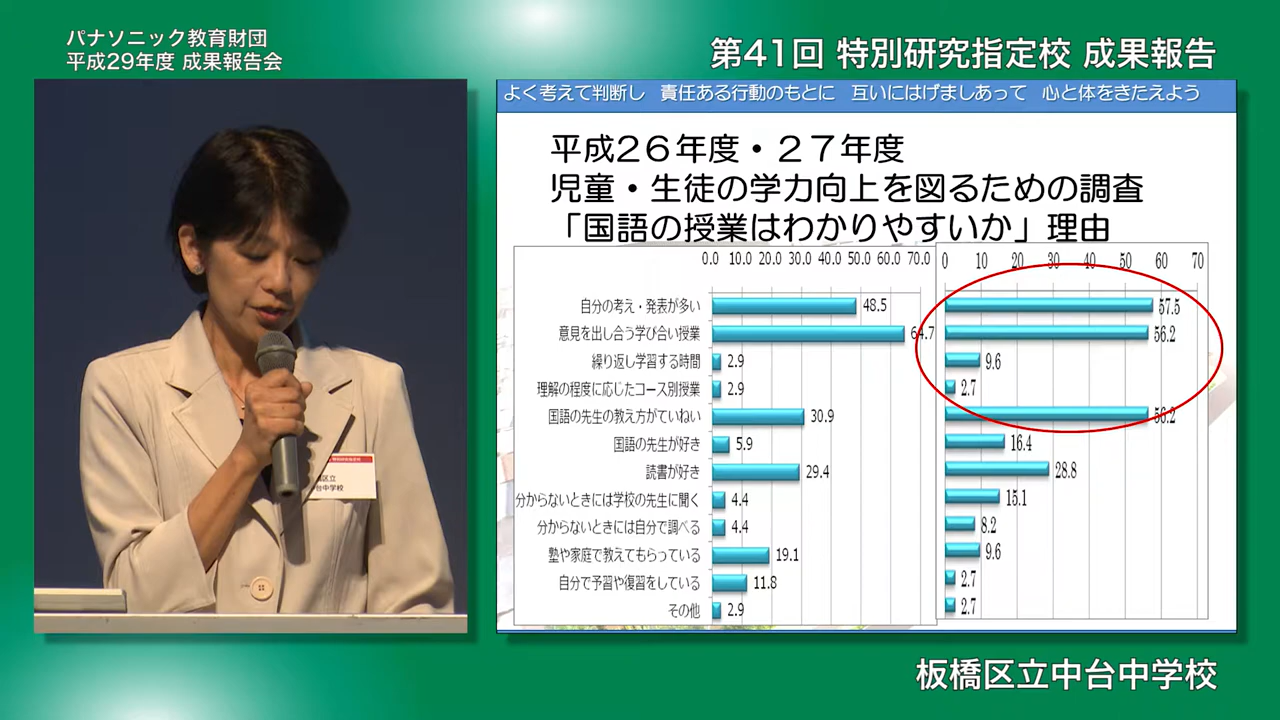 パナソニック教育財団
平成29年度 成果報告会
第41回 特別研究指定校 成果報告
よく考えて判断し 責任ある行動のもとに 互いにはげましあって 心と体をきたえよう
平成２６年度・２７年度
児童・生徒の学力向上を図るための調査
「国語の授業はわかりやすいか」理由
0.0 10.0 20.0 30.0 40.0 50.0 60.0 70.0
0 10 20 30 40 50 60 70
自分の考え・発表が多い 48.5 57.5
意見を出し合う学び合い授業 64.7 56.2
繰り返し学習する時間 2.9 9.6
理解の程度に応じたコース別授業 2.9 2.7
国語の先生の教え方がていねい 30.9 56.2
国語の先生が好き 5.9 16.4
読書が好き 29.4 28.8
分からないときには学校の先生に聞く 4.4 15.1
分からないときには自分で調べる 4.4 8.2
塾や家庭で教えてもらっている 19.1 9.6
自分で予習や復習をしている 11.8 2.7
その他 2.9 2.7
区立
台中学校
板橋区立中台中学校